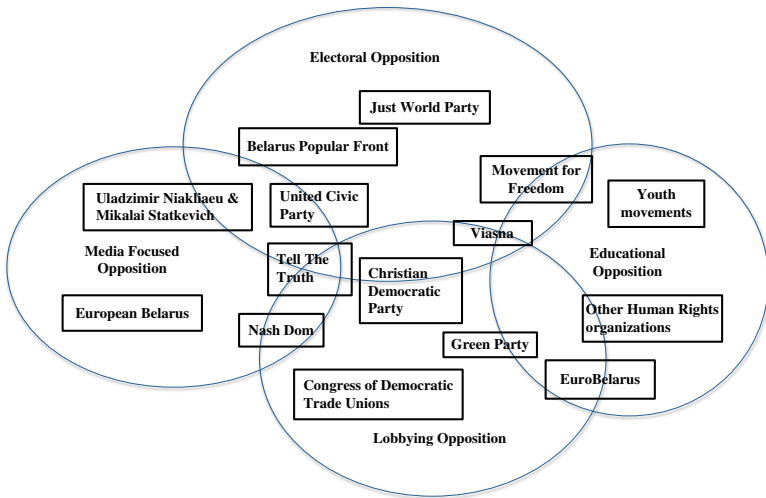 Electoral Opposition
Just World Party
Belarus Popular Front
Movement for
Freedom
Uladzimir Niakliaeu &
Mikalai Statkevich
United Civic
Party
Youth
movements
Viasna
Media Focused
Opposition
Tell The
Truth
Christian
Democratic
Party
Educational
Opposition
European Belarus
Nash Dom
Other Human Rights
organizations
Green Party
EuroBelarus
Congress of Democratic
Trade Unions
Lobbying Opposition